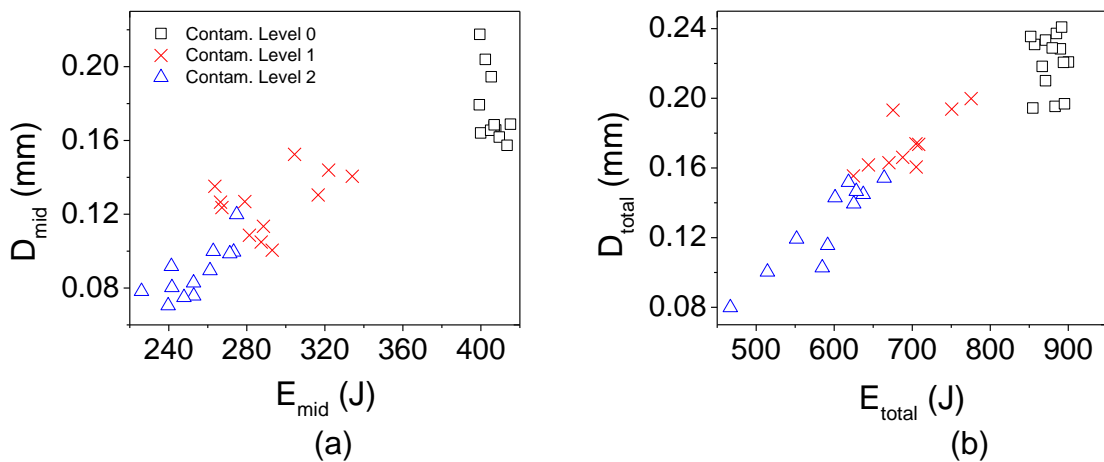 Contam. Level 0
Contam. Level 1
Contam. Level 2
0.20
0.16
0.12
0.08
D_mid (mm)
240 280 320 360 400
E_mid (J)
(a)
0.24
0.20
0.16
0.12
0.08
D_total (mm)
500 600 700 800 900
E_total (J)
(b)